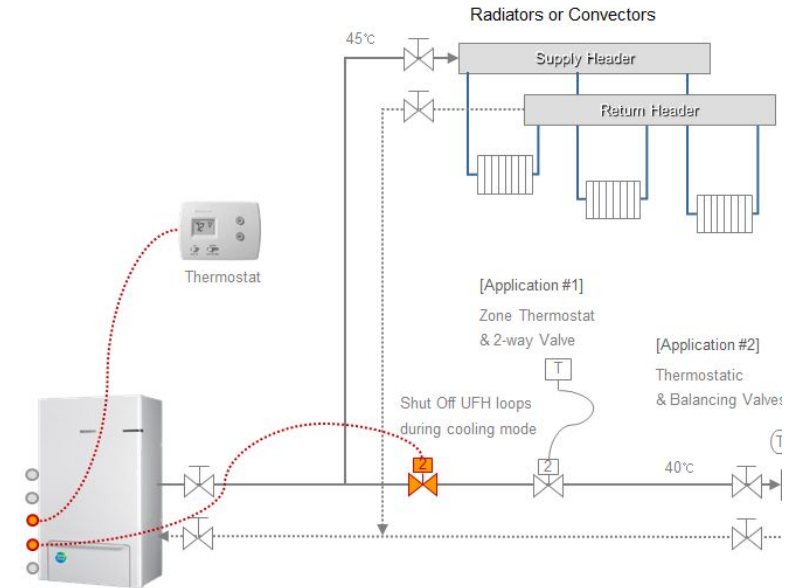 Radiators or Convectors
45℃
Supply Header
Return Header
Thermostat
[Application #1]
Zone Thermostat
& 2-way Valve
T
[Application #2]
Thermostatic
& Balancing Valves
Shut Off UFH loops
during cooling mode
2
2
40℃